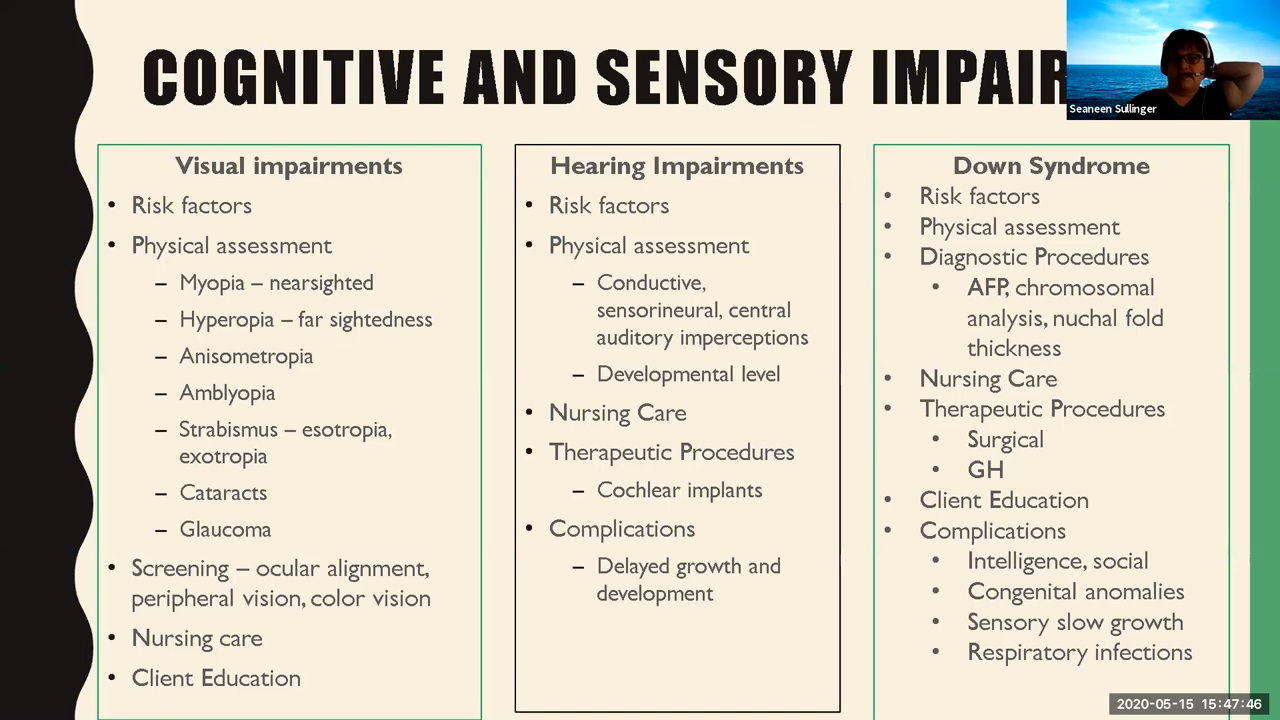 COGNITIVE AND SENSORY IMPAIR
Seaneen Sullinger
Visual impairments
• Risk factors
• Physical assessment
– Myopia – nearsighted
– Hyperopia – far sightedness
– Anisometropia
– Amblyopia
– Strabismus – esotropia,
exotropia
– Cataracts
– Glaucoma
• Screening – ocular alignment,
peripheral vision, color vision
• Nursing care
• Client Education
Hearing Impairments
• Risk factors
• Physical assessment
– Conductive,
sensorineural, central
auditory imperceptions
– Developmental level
• Nursing Care
• Therapeutic Procedures
– Cochlear implants
• Complications
– Delayed growth and
development
Down Syndrome
• Risk factors
• Physical assessment
• Diagnostic Procedures
• AFP, chromosomal
analysis, nuchal fold
thickness
• Nursing Care
• Therapeutic Procedures
• Surgical
• GH
• Client Education
• Complications
• Intelligence, social
• Congenital anomalies
• Sensory slow growth
• Respiratory infections
2020-05-15 15:47:46